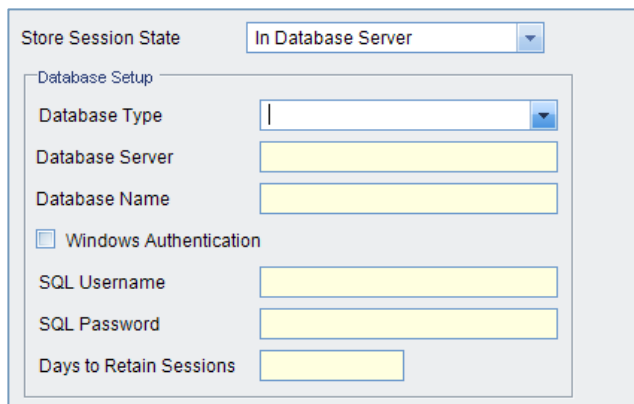 Store Session State In Database Server
Database Setup
Database Type
Database Server
Database Name
Windows Authentication
SQL Username
SQL Password
Days to Retain Sessions